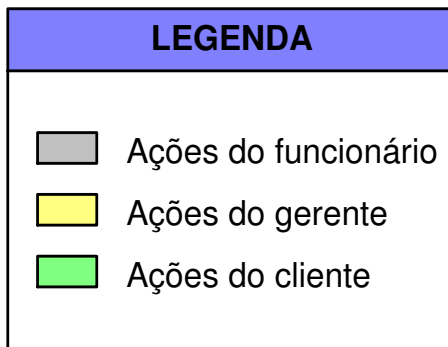 LEGENDA
Ações do funcionário
Ações do gerente
Ações do cliente